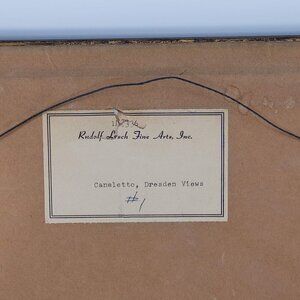 Rudolf Lesch Fine Arts, Inc.
Canaletto, Dresden Views
#1